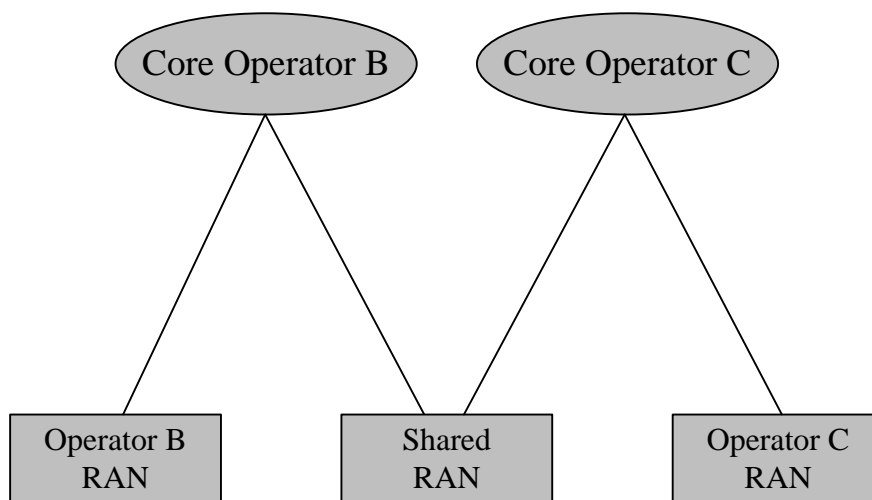 Core Operator B
Core Operator C
Operator B
RAN
Shared
RAN
Operator C
RAN